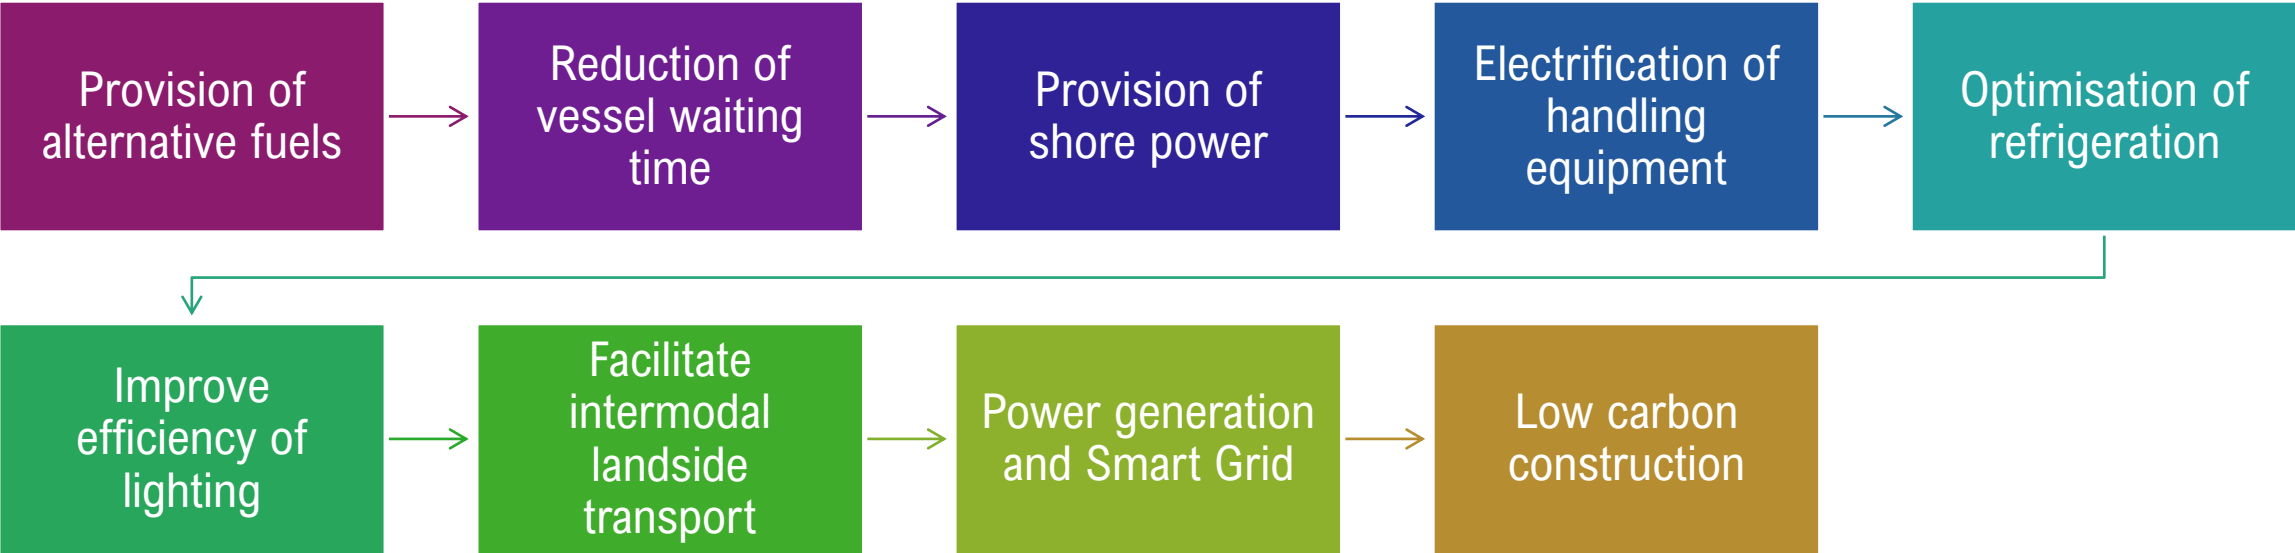 Provision of
alternative fuels
Reduction of
vessel waiting
time
Provision of
shore power
Electrification of
handling
equipment
Optimisation of
refrigeration
Improve
efficiency of
lighting
Facilitate
intermodal
landside
transport
Power generation
and Smart Grid
Low carbon
construction